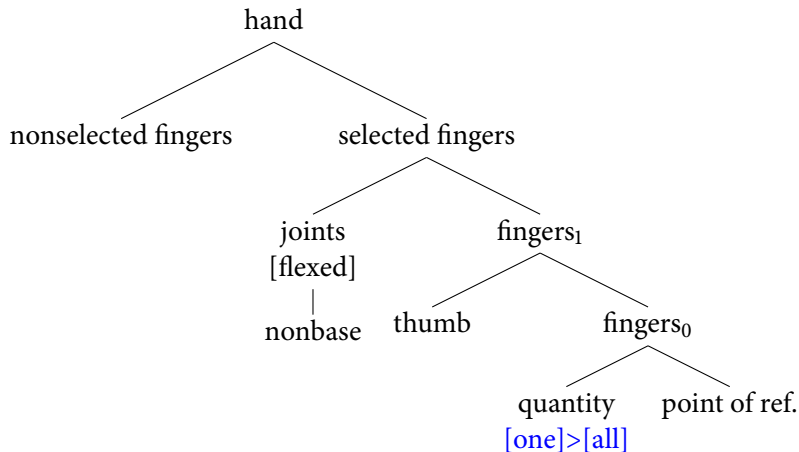 hand
nonselected fingers selected fingers
joints fingers₁
[flexed]
nonbase thumb fingers₀
quantity point of ref.
[one]>[all]